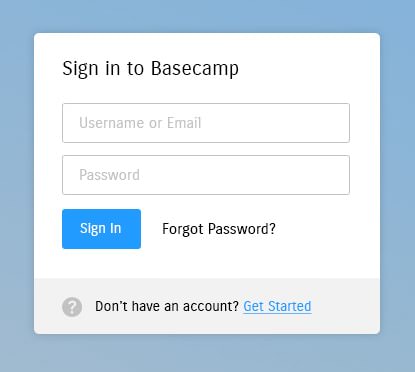 Sign in to Basecamp
Username or Email
Password
Sign In Forgot Password?
? Don't have an account? Get Started